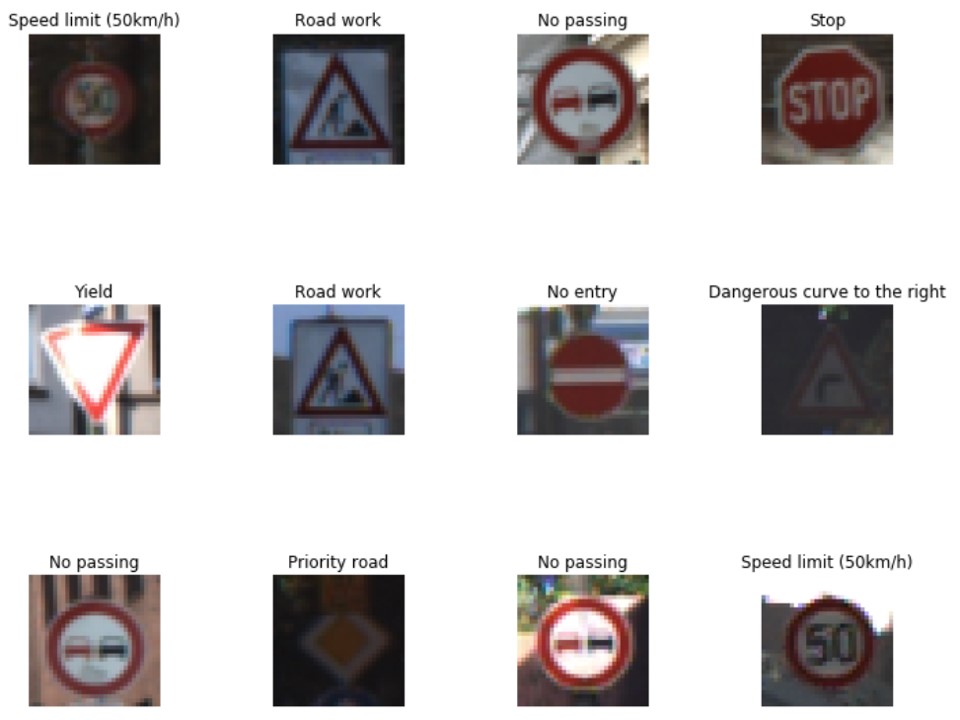 Speed limit (50km/h)
Road work
No passing
Stop
50
STOP
Yield
Road work
No entry
Dangerous curve to the right
No passing
Priority road
No passing
Speed limit (50km/h)
50